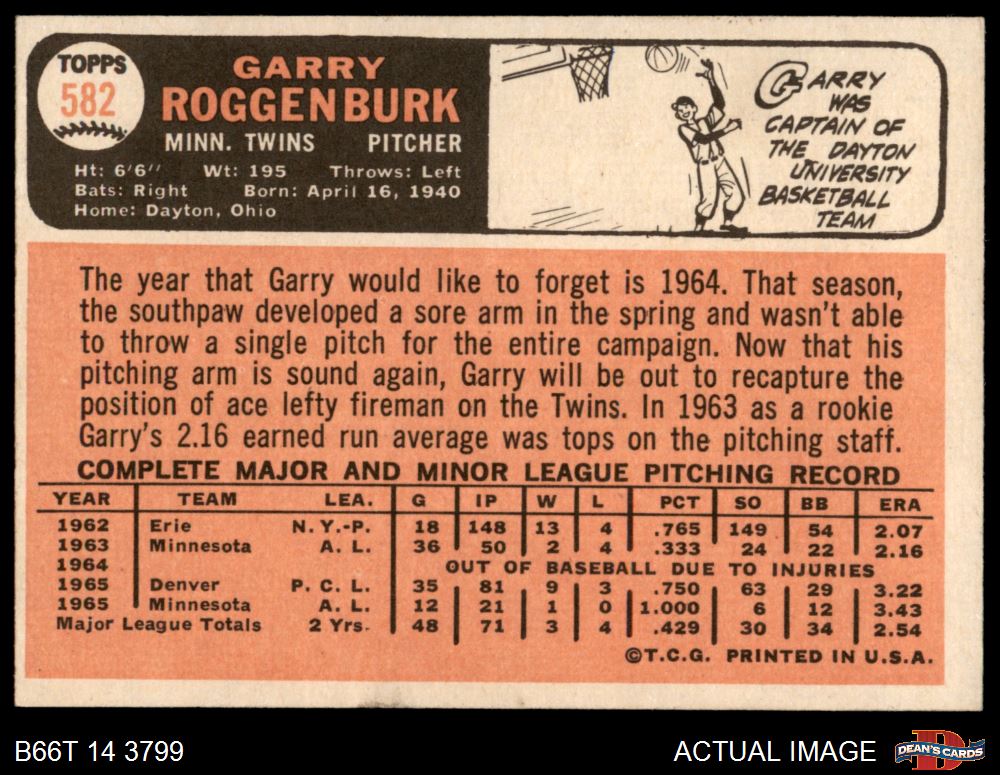 TOPPS
582
GARRY
ROGGENBURK
MINN. TWINS PITCHER
Ht: 6'6" Wt: 195 Throws: Left
Bats: Right Born: April 16, 1940
Home: Dayton, Ohio
GARRY
WAS
CAPTAIN OF
THE DAYTON
UNIVERSITY
BASKETBALL
TEAM
The year that Garry would like to forget is 1964. That season,
the southpaw developed a sore arm in the spring and wasn't able
to throw a single pitch for the entire campaign. Now that his
pitching arm is sound again, Garry will be out to recapture the
position of ace lefty fireman on the Twins. In 1963 as a rookie
Garry's 2.16 earned run average was tops on the pitching staff.
COMPLETE MAJOR AND MINOR LEAGUE PITCHING RECORD
YEAR TEAM LEA. G IP W L PCT SO BB ERA
1962 Erie N.Y.-P. 18 148 13 4 .765 149 54 2.07
1963 Minnesota A. L. 36 50 2 4 .333 24 22 2.16
1964 OUT OF BASEBALL DUE TO INJURIES
1965 Denver P. C. L. 35 81 9 3 .750 63 29 3.22
1965 Minnesota A. L. 12 21 1 0 1.000 6 12 3.43
Major League Totals 2 Yrs. 48 71 3 4 .429 30 34 2.54
©T.C.G. PRINTED IN U.S.A.
B66T 14 3799 ACTUAL IMAGE
D
DEAN'S CARDS